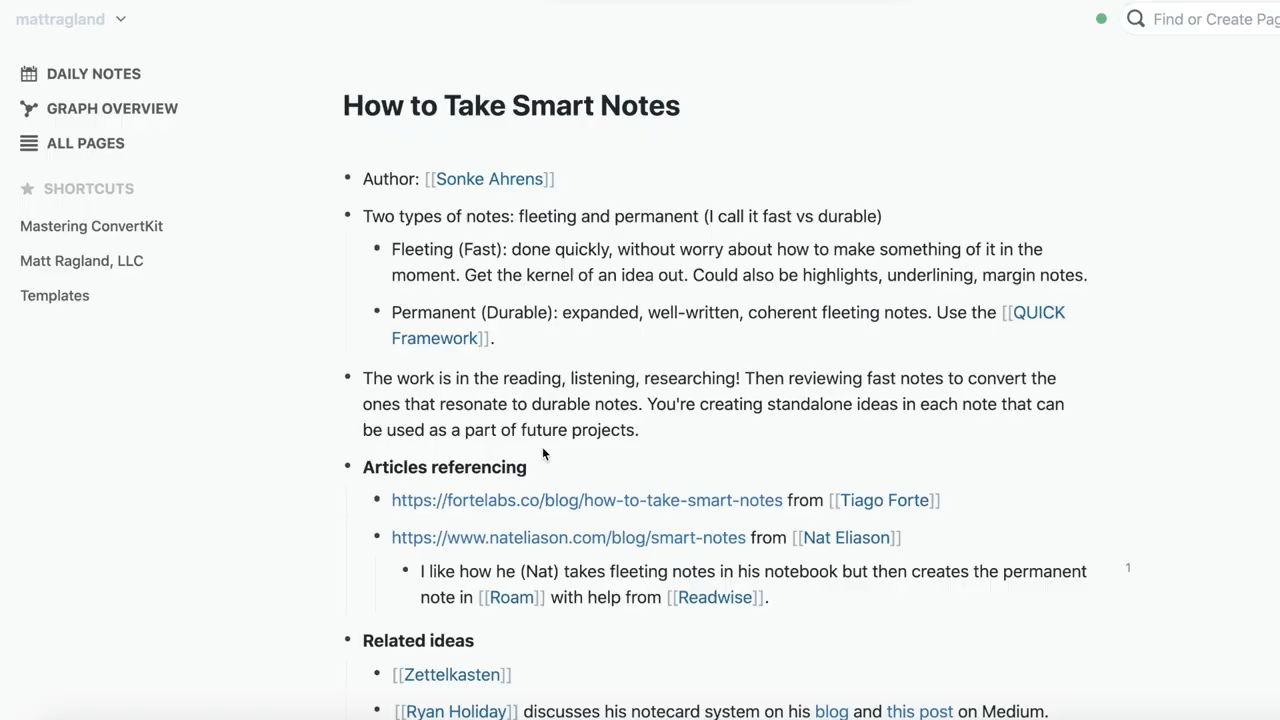 mattragland
Find or Create Pag
DAILY NOTES
GRAPH OVERVIEW
ALL PAGES
SHORTCUTS
Mastering ConvertKit
Matt Ragland, LLC
Templates
How to Take Smart Notes
• Author: [[Sonke Ahrens]]
• Two types of notes: fleeting and permanent (I call it fast vs durable)
• Fleeting (Fast): done quickly, without worry about how to make something of it in the
moment. Get the kernel of an idea out. Could also be highlights, underlining, margin notes.
• Permanent (Durable): expanded, well-written, coherent fleeting notes. Use the [[QUICK
Framework]].
• The work is in the reading, listening, researching! Then reviewing fast notes to convert the
ones that resonate to durable notes. You're creating standalone ideas in each note that can
be used as a part of future projects.
• Articles referencing
• https://fortelabs.co/blog/how-to-take-smart-notes from [[Tiago Forte]]
• https://www.nateliason.com/blog/smart-notes from [[Nat Eliason]]
• I like how he (Nat) takes fleeting notes in his notebook but then creates the permanent
note in [[Roam]] with help from [[Readwise]].
1
• Related ideas
• [[Zettelkasten]]
• [[Ryan Holiday]] discusses his notecard system on his blog and this post on Medium.